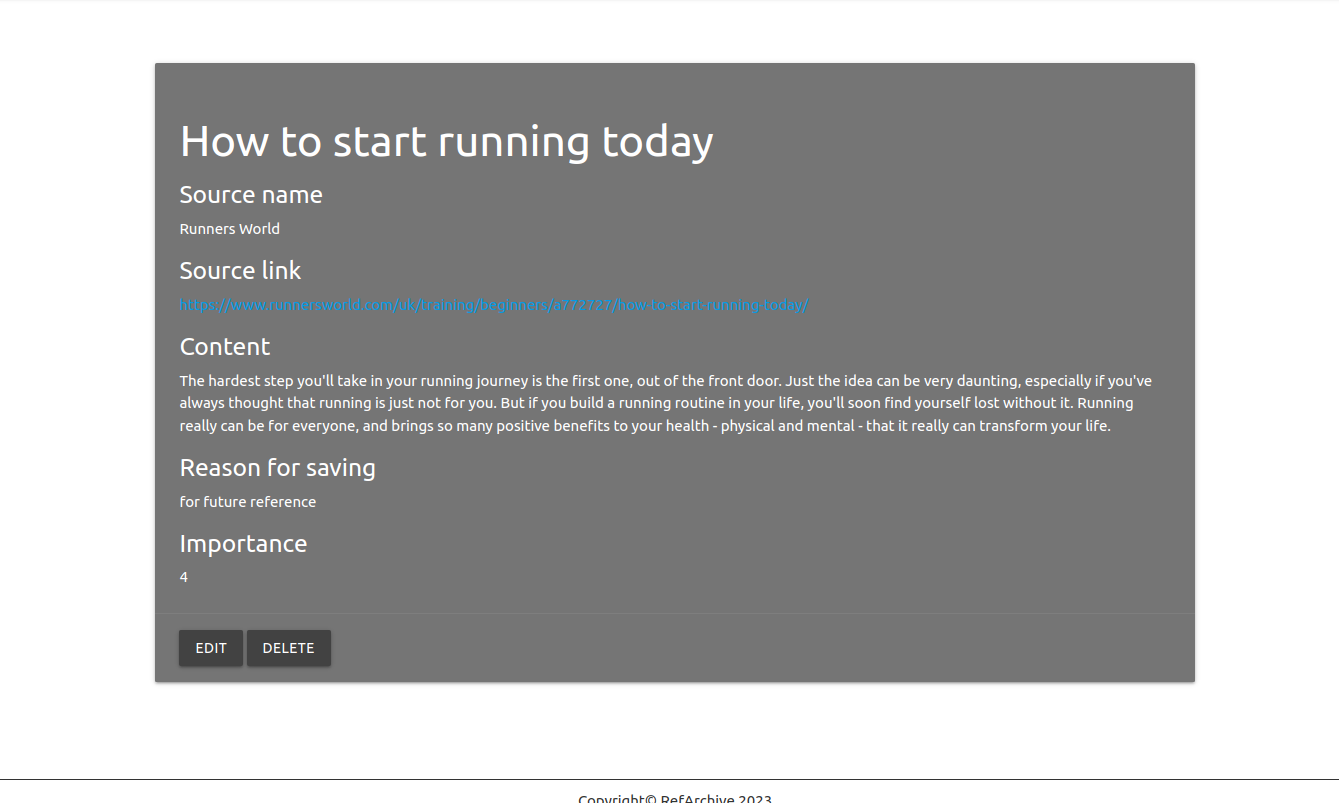 How to start running today
Source name
Runners World
Source link
https://www.runnersworld.com/uk/training/beginners/a772727/how-to-start-running-today/
Content
The hardest step you'll take in your running journey is the first one, out of the front door. Just the idea can be very daunting, especially if you've
always thought that running is just not for you. But if you build a running routine in your life, you'll soon find yourself lost without it. Running
really can be for everyone, and brings so many positive benefits to your health - physical and mental - that it really can transform your life.
Reason for saving
for future reference
Importance
4
EDIT DELETE
Copyright© RefArchive 2023